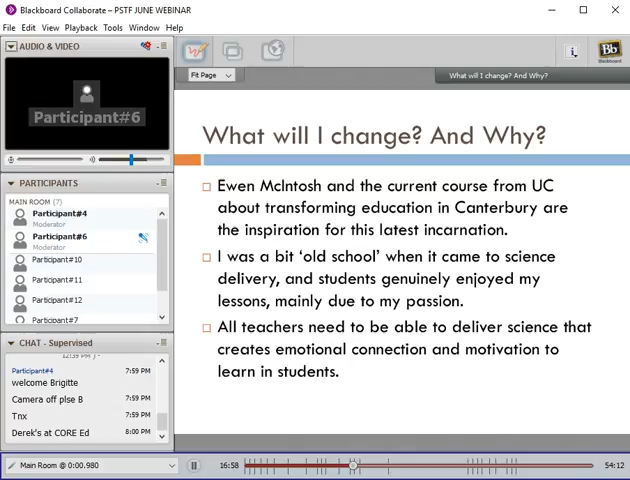 Blackboard Collaborate – PSTF JUNE WEBINAR
File Edit View Playback Tools Window Help
AUDIO & VIDEO
Participant#6
PARTICIPANTS
MAIN ROOM (7)
Participant#4
Moderator
Participant#6
Moderator
Participant#10
Participant#11
Participant#12
Participant#7
CHAT - Supervised
Participant#4 7:59 PM
welcome Brigitte
Camera off plse B 7:59 PM
Tnx 7:59 PM
Derek's at CORE Ed 8:00 PM
Main Room @ 0:00.980
16:58
54:12
Fit Page
What will I change? And Why?
i
Bb
Blackboard
What will I change? And Why?
Ewen McIntosh and the current course from UC
about transforming education in Canterbury are
the inspiration for this latest incarnation.
I was a bit ‘old school’ when it came to science
delivery, and students genuinely enjoyed my
lessons, mainly due to my passion.
All teachers need to be able to deliver science that
creates emotional connection and motivation to
learn in students.